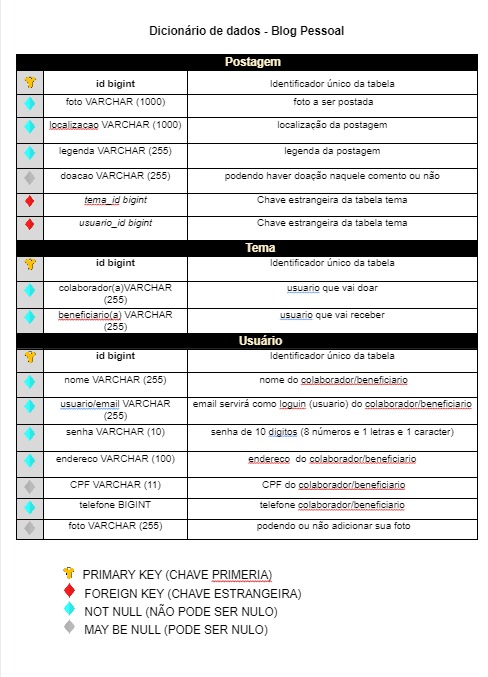 Dicionário de dados - Blog Pessoal
Postagem
id bigint Identificador único da tabela
foto VARCHAR (1000) foto a ser postada
localizaçao VARCHAR (1000) localização da postagem
legenda VARCHAR (255) legenda da postagem
doacao VARCHAR (255) podendo haver doação naquele comento ou não
tema_id bigint Chave estrangeira da tabela tema
usuario_id bigint Chave estrangeira da tabela tema
Tema
id bigint Identificador único da tabela
colaborador(a)VARCHAR usuario que vai doar
(255)
beneficiario(a) VARCHAR usuario que vai receber
(255)
Usuário
id bigint Identificador único da tabela
nome VARCHAR (255) nome do colaborador/beneficiario
usuario/email VARCHAR email servirá como loguin (usuario) do colaborador/beneficiario
(255)
senha VARCHAR (10) senha de 10 digitos (8 números e 1 letras e 1 caracter)
endereco VARCHAR (100) endereco do colaborador/beneficiario
CPF VARCHAR (11) CPF do colaborador/beneficiario
telefone BIGINT telefone colaborador/beneficiario
foto VARCHAR (255) podendo ou não adicionar sua foto
PRIMARY KEY (CHAVE PRIMERIA)
FOREIGN KEY (CHAVE ESTRANGEIRA)
NOT NULL (NÃO PODE SER NULO)
MAY BE NULL (PODE SER NULO)